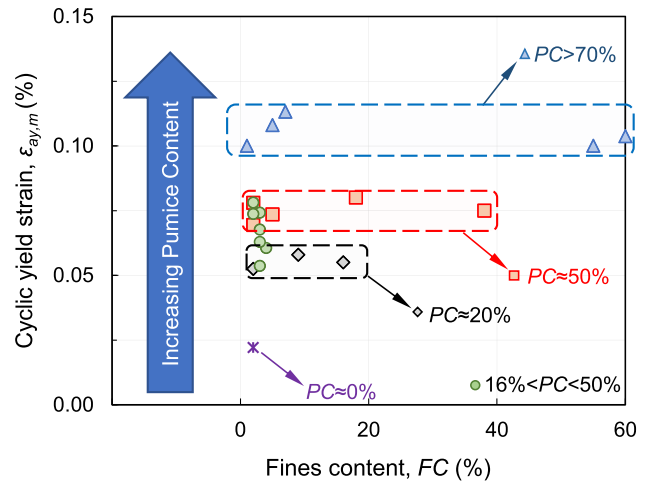 0.15
0.10
0.05
0.00
Cyclic yield strain, εay,m (%)
Increasing Pumice Content
PC>70%
PC≈50%
PC≈20%
PC≈0%
16%<PC<50%
0
20
40
60
Fines content, FC (%)